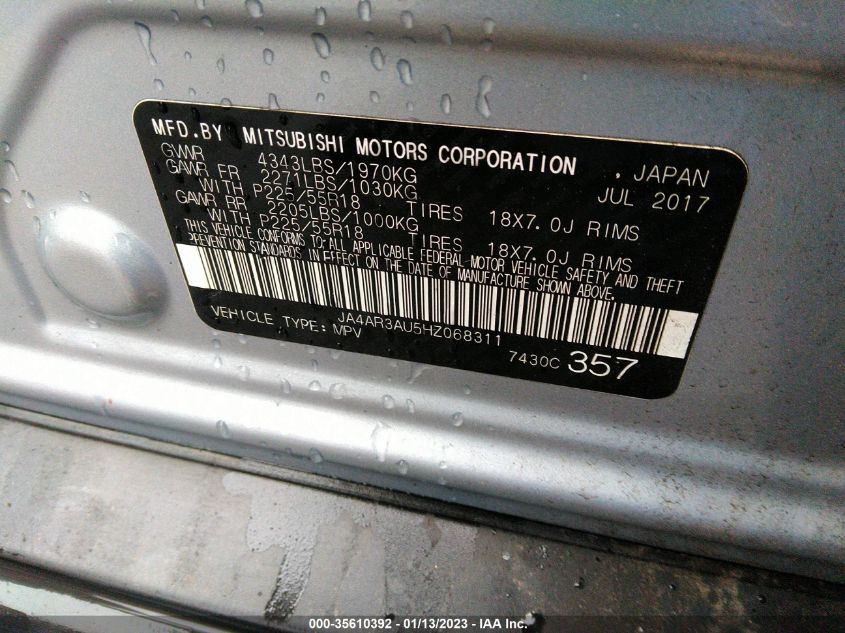 MFD.BY MITSUBISHI MOTORS CORPORATION . JAPAN
GVWR 4343LBS/1970KG JUL 2017
GAWR FR 2271LBS/1030KG
WITH P225/55R18 TIRES 18X7.0J RIMS
GAWR RR 2205LBS/1000KG
WITH P225/55R18 TIRES 18X7.0J RIMS
THIS VEHICLE CONFORMS TO ALL APPLICABLE FEDERAL MOTOR VEHICLE SAFETY AND THEFT
PREVENTION STANDARDS IN EFFECT ON THE DATE OF MANUFACTURE SHOWN ABOVE.
JA4AR3AU5HZ068311
VEHICLE TYPE: MPV 7430C 357
000-35610392 - 01/13/2023 - IAA Inc.